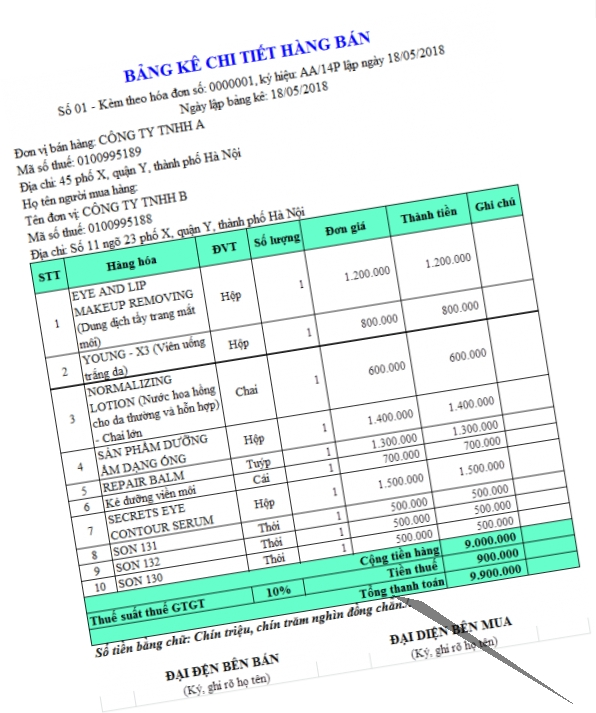 BẢNG KÊ CHI TIẾT HÀNG BÁN
Số 01 - Kèm theo hóa đơn số: 0000001, ký hiệu: AA/14P lập ngày 18/05/2018
Ngày lập bảng kê: 18/05/2018
Đơn vị bán hàng: CÔNG TY TNHH A
Mã số thuế: 0100995189
Địa chỉ: 45 phố X, quận Y, thành phố Hà Nội
Họ tên người mua hàng:
Tên đơn vị: CÔNG TY TNHH B
Mã số thuế: 0100995188
Địa chỉ: Số 11 ngõ 23 phố X, quận Y, thành phố Hà Nội
STT Hàng hóa ĐVT Số lượng Đơn giá Thành tiền Ghi chú
1 EYE AND LIP
MAKEUP REMOVING
(Dung dịch tẩy trang mắt
môi) Hộp 1 1.200.000 1.200.000
2 YOUNG - X3 (Viên uống
trắng da) Hộp 1 800.000 800.000
3 NORMALIZING
LOTION (Nước hoa hồng
cho da thường và hỗn hợp)
- Chai lớn Chai 1 600.000 600.000
4 SẢN PHẨM DƯỠNG
ẨM DẠNG ỐNG Hộp 1 1.400.000 1.400.000
5 REPAIR BALM Tuýp 1 1.300.000 1.300.000
6 Kẻ dưỡng viền môi Cái 1 700.000 700.000
7 SECRETS EYE
CONTOUR SERUM Hộp 1 1.500.000 1.500.000
8 SON 131 Thỏi 1 500.000 500.000
9 SON 132 Thỏi 1 500.000 500.000
10 SON 130 Thỏi 1 500.000 500.000
Cộng tiền hàng 9.000.000
Thuế suất thuế GTGT 10% Tiền thuế 900.000
Tổng thanh toán 9.900.000
Số tiền bằng chữ: Chín triệu, chín trăm nghìn đồng chẵn./.
ĐẠI ĐỆN BÊN BÁN ĐẠI DIỆN BÊN MUA
(Ký, ghi rõ họ tên) (Ký, ghi rõ họ tên)